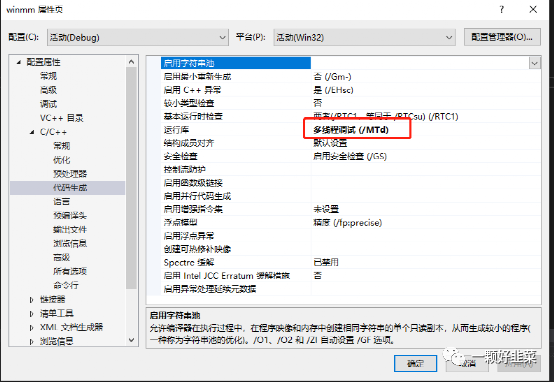 winmm 属性页
配置(C): 活动(Debug) 平台(P): 活动(Win32) 配置管理器(O)...
配置属性
常规
高级
调试
VC++ 目录
C/C++
常规
优化
预处理器
代码生成
语言
预编译头
输出文件
浏览信息
高级
所有选项
命令行
链接器
清单工具
XML 文档生成器
浏览信息
启用字符串池
启用最小重新生成 否 (/Gm-)
启用 C++ 异常 是 (/EHsc)
较小类型检查 否
基本运行时检查 两者(/RTC1，等同于 /RTCsu) (/RTC1)
运行库 多线程调试 (/MTd)
结构成员对齐 默认设置
安全检查 启用安全检查 (/GS)
控制流防护
启用函数级链接
启用并行代码生成
启用增强指令集 未设置
浮点模型 精度 (/fp:precise)
启用浮点异常
创建可热修补映像
Spectre 缓解 已禁用
启用 Intel JCC Erratum 缓解措施 否
启用异常处理延续元数据
启用字符串池
允许编译器在执行过程中，在程序映像和内存中创建相同字符串的单个只读副本，从而生成较小的程序(
一种称为字符串池的优化)。/O1、/O2 和 /ZI 自动设置 /GF 选项。
确定 取消
一颗好韭菜